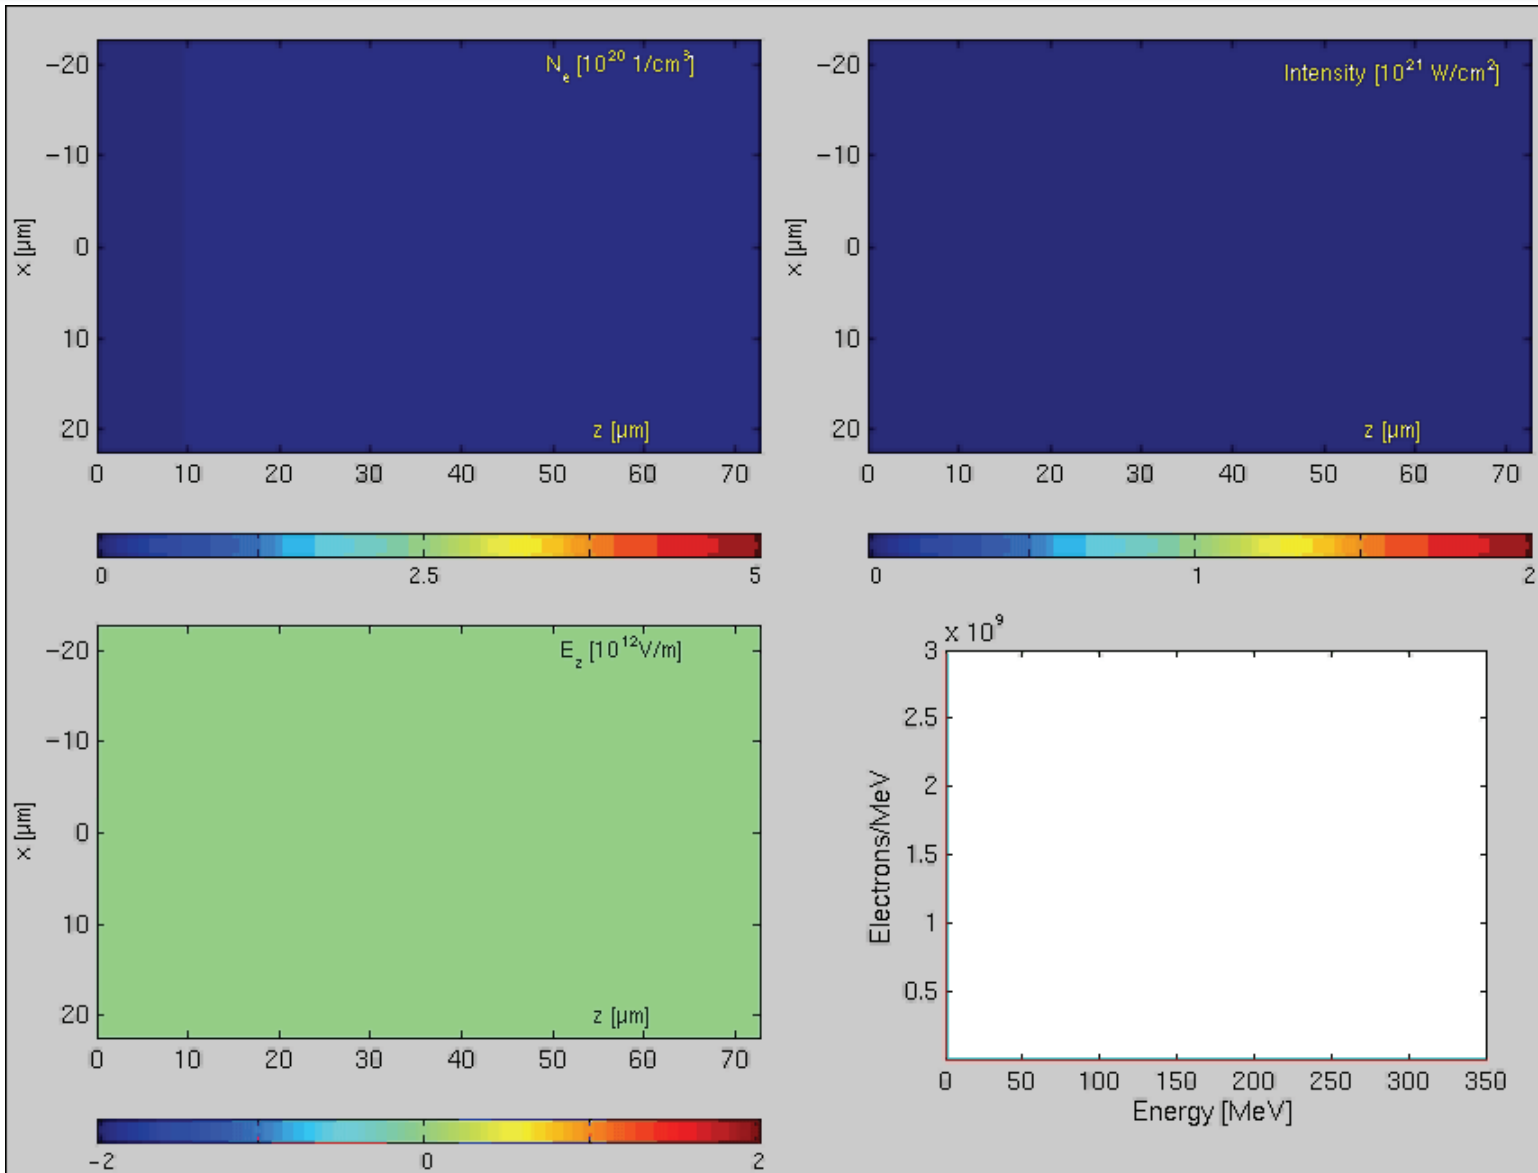 N_e [10^20 1/cm^3]
−20
−10
0
10
20
x [µm]
z [µm]
0 10 20 30 40 50 60 70
0 2.5 5
Intensity [10^21 W/cm^2]
−20
−10
0
10
20
x [µm]
z [µm]
0 10 20 30 40 50 60 70
0 1 2
E_z [10^12V/m]
−20
−10
0
10
20
x [µm]
z [µm]
0 10 20 30 40 50 60 70
−2 0 2
x 10^9
3
2.5
2
1.5
1
0.5
Electrons/MeV
0 50 100 150 200 250 300 350
Energy [MeV]